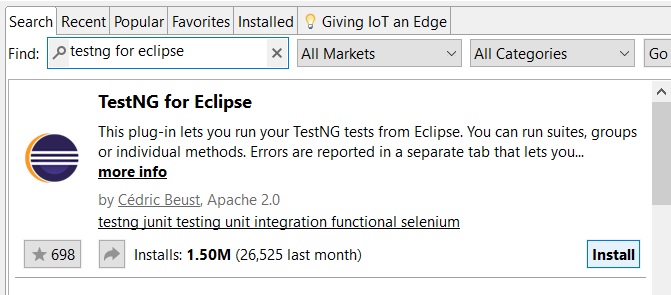 Search Recent Popular Favorites Installed Giving IoT an Edge
Find: testng for eclipse All Markets All Categories Go
TestNG for Eclipse
This plug-in lets you run your TestNG tests from Eclipse. You can run suites, groups
or individual methods. Errors are reported in a separate tab that lets you...
more info
by Cédric Beust, Apache 2.0
testng junit testing unit integration functional selenium
698 Installs: 1.50M (26,525 last month) Install